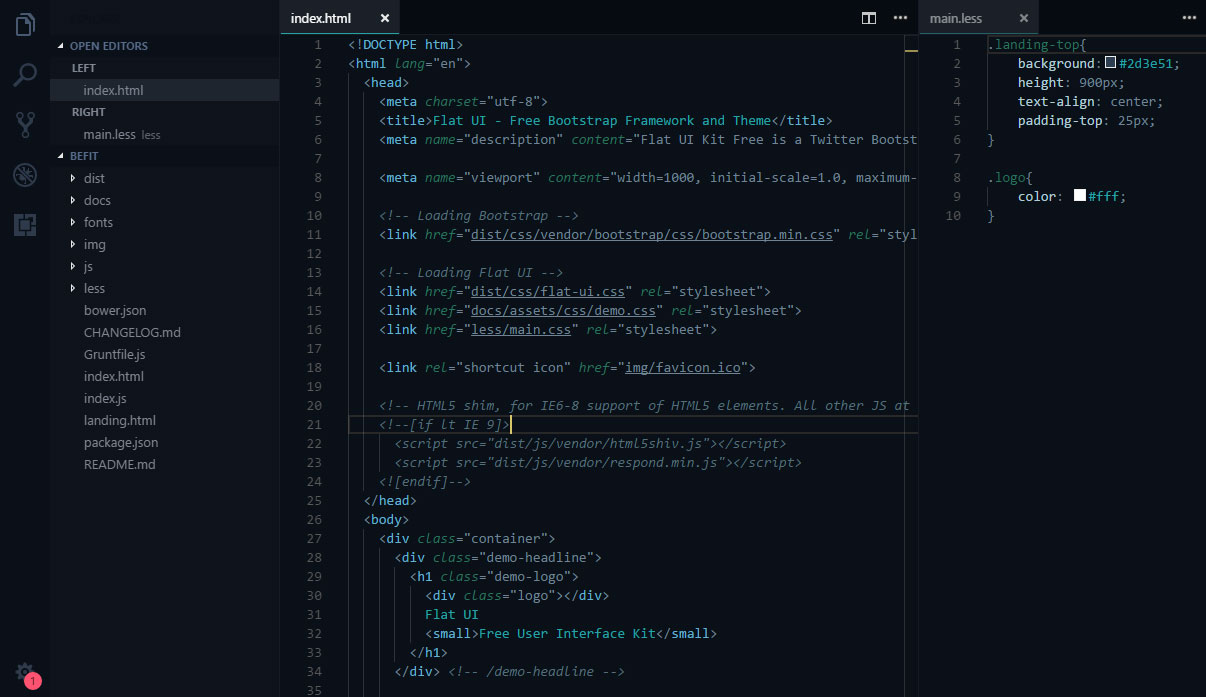 OPEN EDITORS
LEFT
index.html
RIGHT
main.less less
BEFIT
dist
docs
fonts
img
js
less
bower.json
CHANGELOG.md
Gruntfile.js
index.html
index.js
landing.html
package.json
README.md
1
index.html ×
1 <!DOCTYPE html>
2 <html lang="en">
3 <head>
4 <meta charset="utf-8">
5 <title>Flat UI - Free Bootstrap Framework and Theme</title>
6 <meta name="description" content="Flat UI Kit Free is a Twitter Bootst
7
8 <meta name="viewport" content="width=1000, initial-scale=1.0, maximum-
9
10 <!-- Loading Bootstrap -->
11 <link href="dist/css/vendor/bootstrap/css/bootstrap.min.css" rel="styl
12
13 <!-- Loading Flat UI -->
14 <link href="dist/css/flat-ui.css" rel="stylesheet">
15 <link href="docs/assets/css/demo.css" rel="stylesheet">
16 <link href="less/main.css" rel="stylesheet">
17
18 <link rel="shortcut icon" href="img/favicon.ico">
19
20 <!-- HTML5 shim, for IE6-8 support of HTML5 elements. All other JS at
21 <!--[if lt IE 9]>
22 <script src="dist/js/vendor/html5shiv.js"></script>
23 <script src="dist/js/vendor/respond.min.js"></script>
24 <![endif]-->
25 </head>
26 <body>
27 <div class="container">
28 <div class="demo-headline">
29 <h1 class="demo-logo">
30 <div class="logo"></div>
31 Flat UI
32 <small>Free User Interface Kit</small>
33 </h1>
34 </div> <!-- /demo-headline -->
35
main.less ×
1 .landing-top{
2 background: #2d3e51;
3 height: 900px;
4 text-align: center;
5 padding-top: 25px;
6 }
7
8 .logo{
9 color: #fff;
10 }